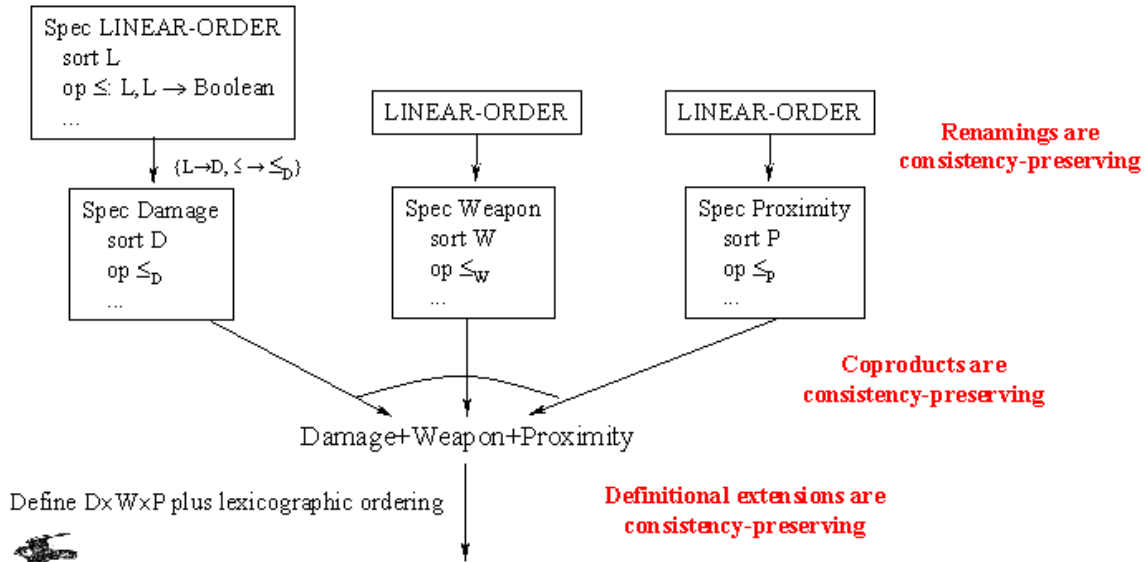 Spec LINEAR-ORDER
sort L
op ≤: L,L → Boolean
...
LINEAR-ORDER
LINEAR-ORDER
Renamings are
consistency-preserving
{L→D, ≤ → ≤D}
Spec Damage
sort D
op ≤D
...
Spec Weapon
sort W
op ≤W
...
Spec Proximity
sort P
op ≤P
...
Coproducts are
consistency-preserving
Damage+Weapon+Proximity
Define D×W×P plus lexicographic ordering
Definitional extensions are
consistency-preserving